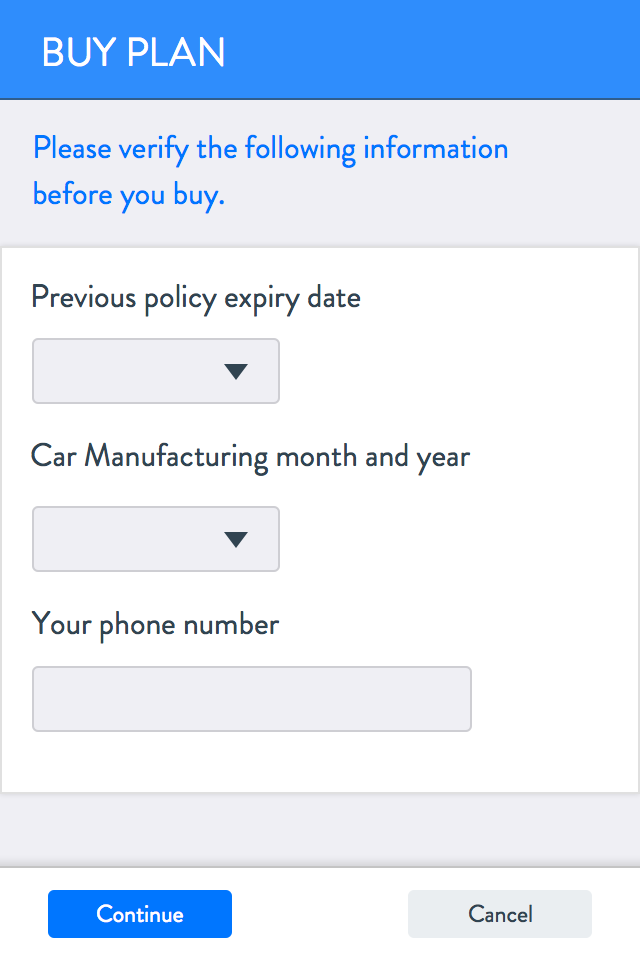 BUY PLAN
Please verify the following information
before you buy.
Previous policy expiry date
Car Manufacturing month and year
Your phone number
Continue
Cancel